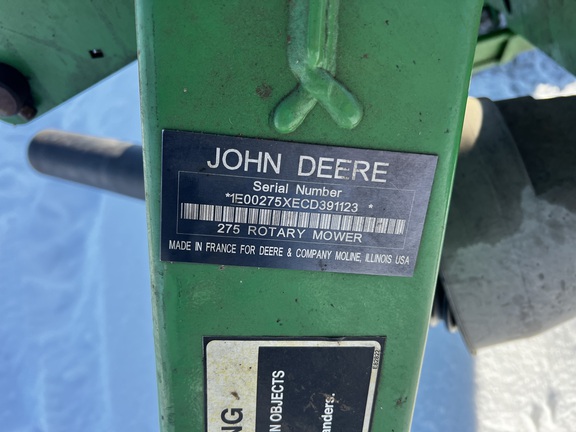 JOHN DEERE
Serial Number
*1E00275XECD391123 *
275 ROTARY MOWER
MADE IN FRANCE FOR DEERE & COMPANY MOLINE, ILLINOIS USA
NG
N OBJECTS
anders.